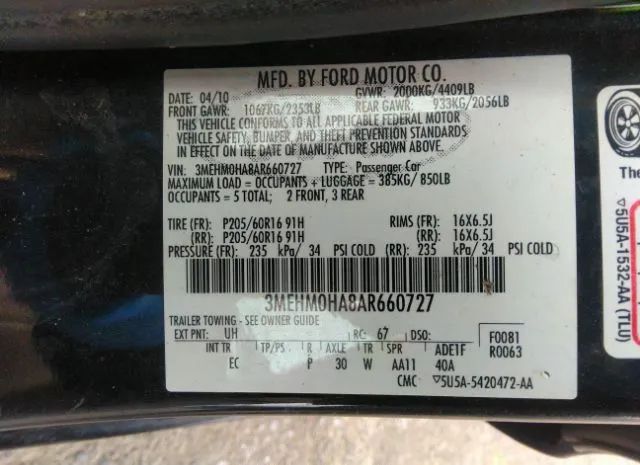 MFD. BY FORD MOTOR CO.
DATE: 04/10 GVWR: 2000KG/4409LB
FRONT GAWR: 1067KG/2353LB REAR GAWR: 933KG/2056LB
THIS VEHICLE CONFORMS TO ALL APPLICABLE FEDERAL MOTOR
VEHICLE SAFETY, BUMPER, AND THEFT PREVENTION STANDARDS
IN EFFECT ON THE DATE OF MANUFACTURE SHOWN ABOVE.
VIN: 3MEHM0HA8AR660727 TYPE: Passenger Car
MAXIMUM LOAD = OCCUPANTS + LUGGAGE = 385KG/ 850LB
OCCUPANTS = 5 TOTAL; 2 FRONT, 3 REAR
TIRE (FR): P205/60R16 91H RIMS (FR): 16X6.5J
(RR): P205/60R16 91H (RR): 16X6.5J
PRESSURE (FR): 235 kPa/ 34 PSI COLD (RR): 235 kPa/ 34 PSI COLD
3MEHM0HA8AR660727
TRAILER TOWING - SEE OWNER GUIDE
EXT PNT: UH RC: 67 DSO: F0081
INT TR TP/PS R AXLE TR SPR ADE1F R0063
EC P 30 W AA11 40A
CMC ▽5U5A-5420472-AA
The
▽5U5A-1532-AA (TLU)